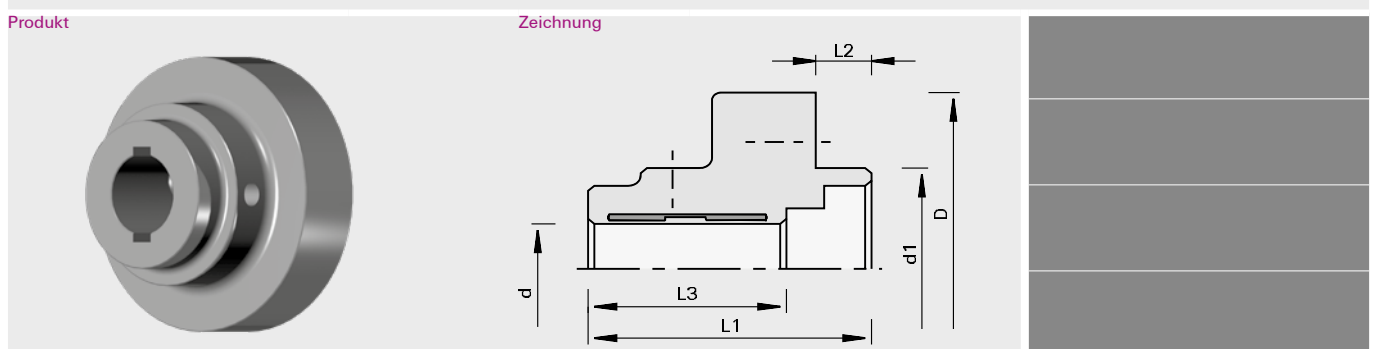 Produkt
Zeichnung
L2
D
d1
d
L3
L1